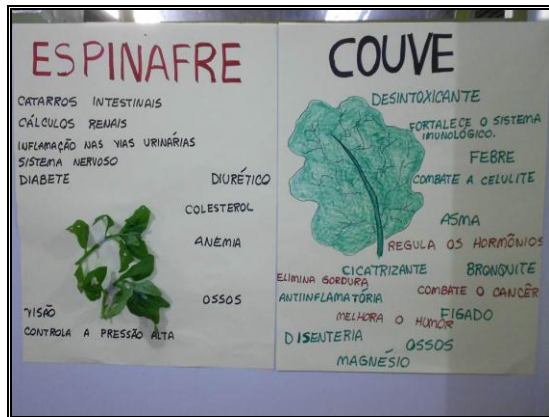 ESPINAFRE
CATARROS INTESTINAIS
CÁLCULOS RENAIS
INFLAMAÇÃO NAS VIAS URINÁRIAS
SISTEMA NERVOSO
DIABETE
DIURÉTICO
COLESTEROL
ANEMIA
OSSOS
VISÃO
CONTROLA A PRESSÃO ALTA
COUVE
DESINTOXICANTE
FORTALECE O SISTEMA
IMUNOLÓGICO.
FEBRE
COMBATE A CELULITE
ASMA
REGULA OS HORMÔNIOS
CICATRIZANTE BRONQUITE
ELIMINA GORDURA
COMBATE O CANCÊR
ANTIINFLAMATÓRIA
MELHORA O HUMOR
FIGADO
DISENTERIA
OSSOS
MAGNÉSIO